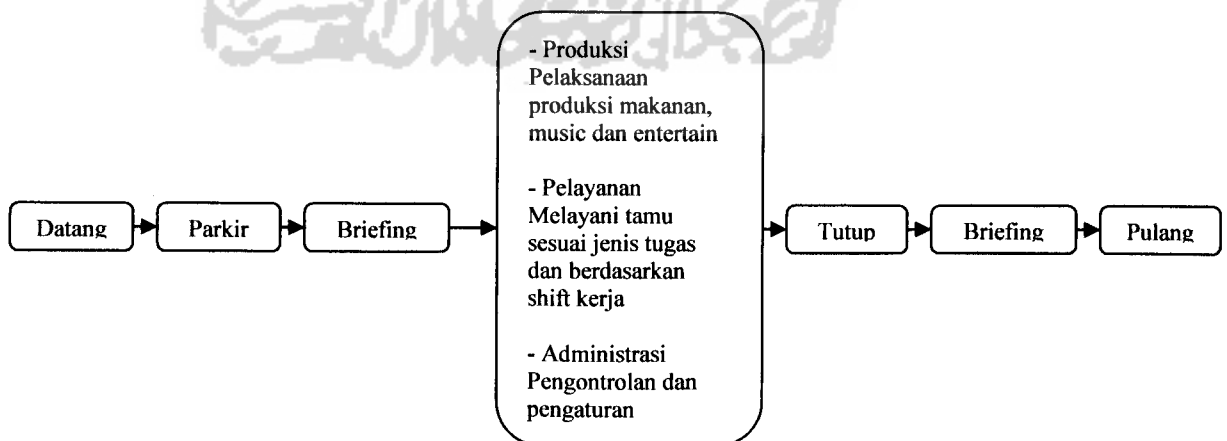 Datang
Parkir
Briefing
- Produksi
Pelaksanaan
produksi makanan,
music dan entertain
- Pelayanan
Melayani tamu
sesuai jenis tugas
dan berdasarkan
shift kerja
- Administrasi
Pengontrolan dan
pengaturan
Tutup
Briefing
Pulang